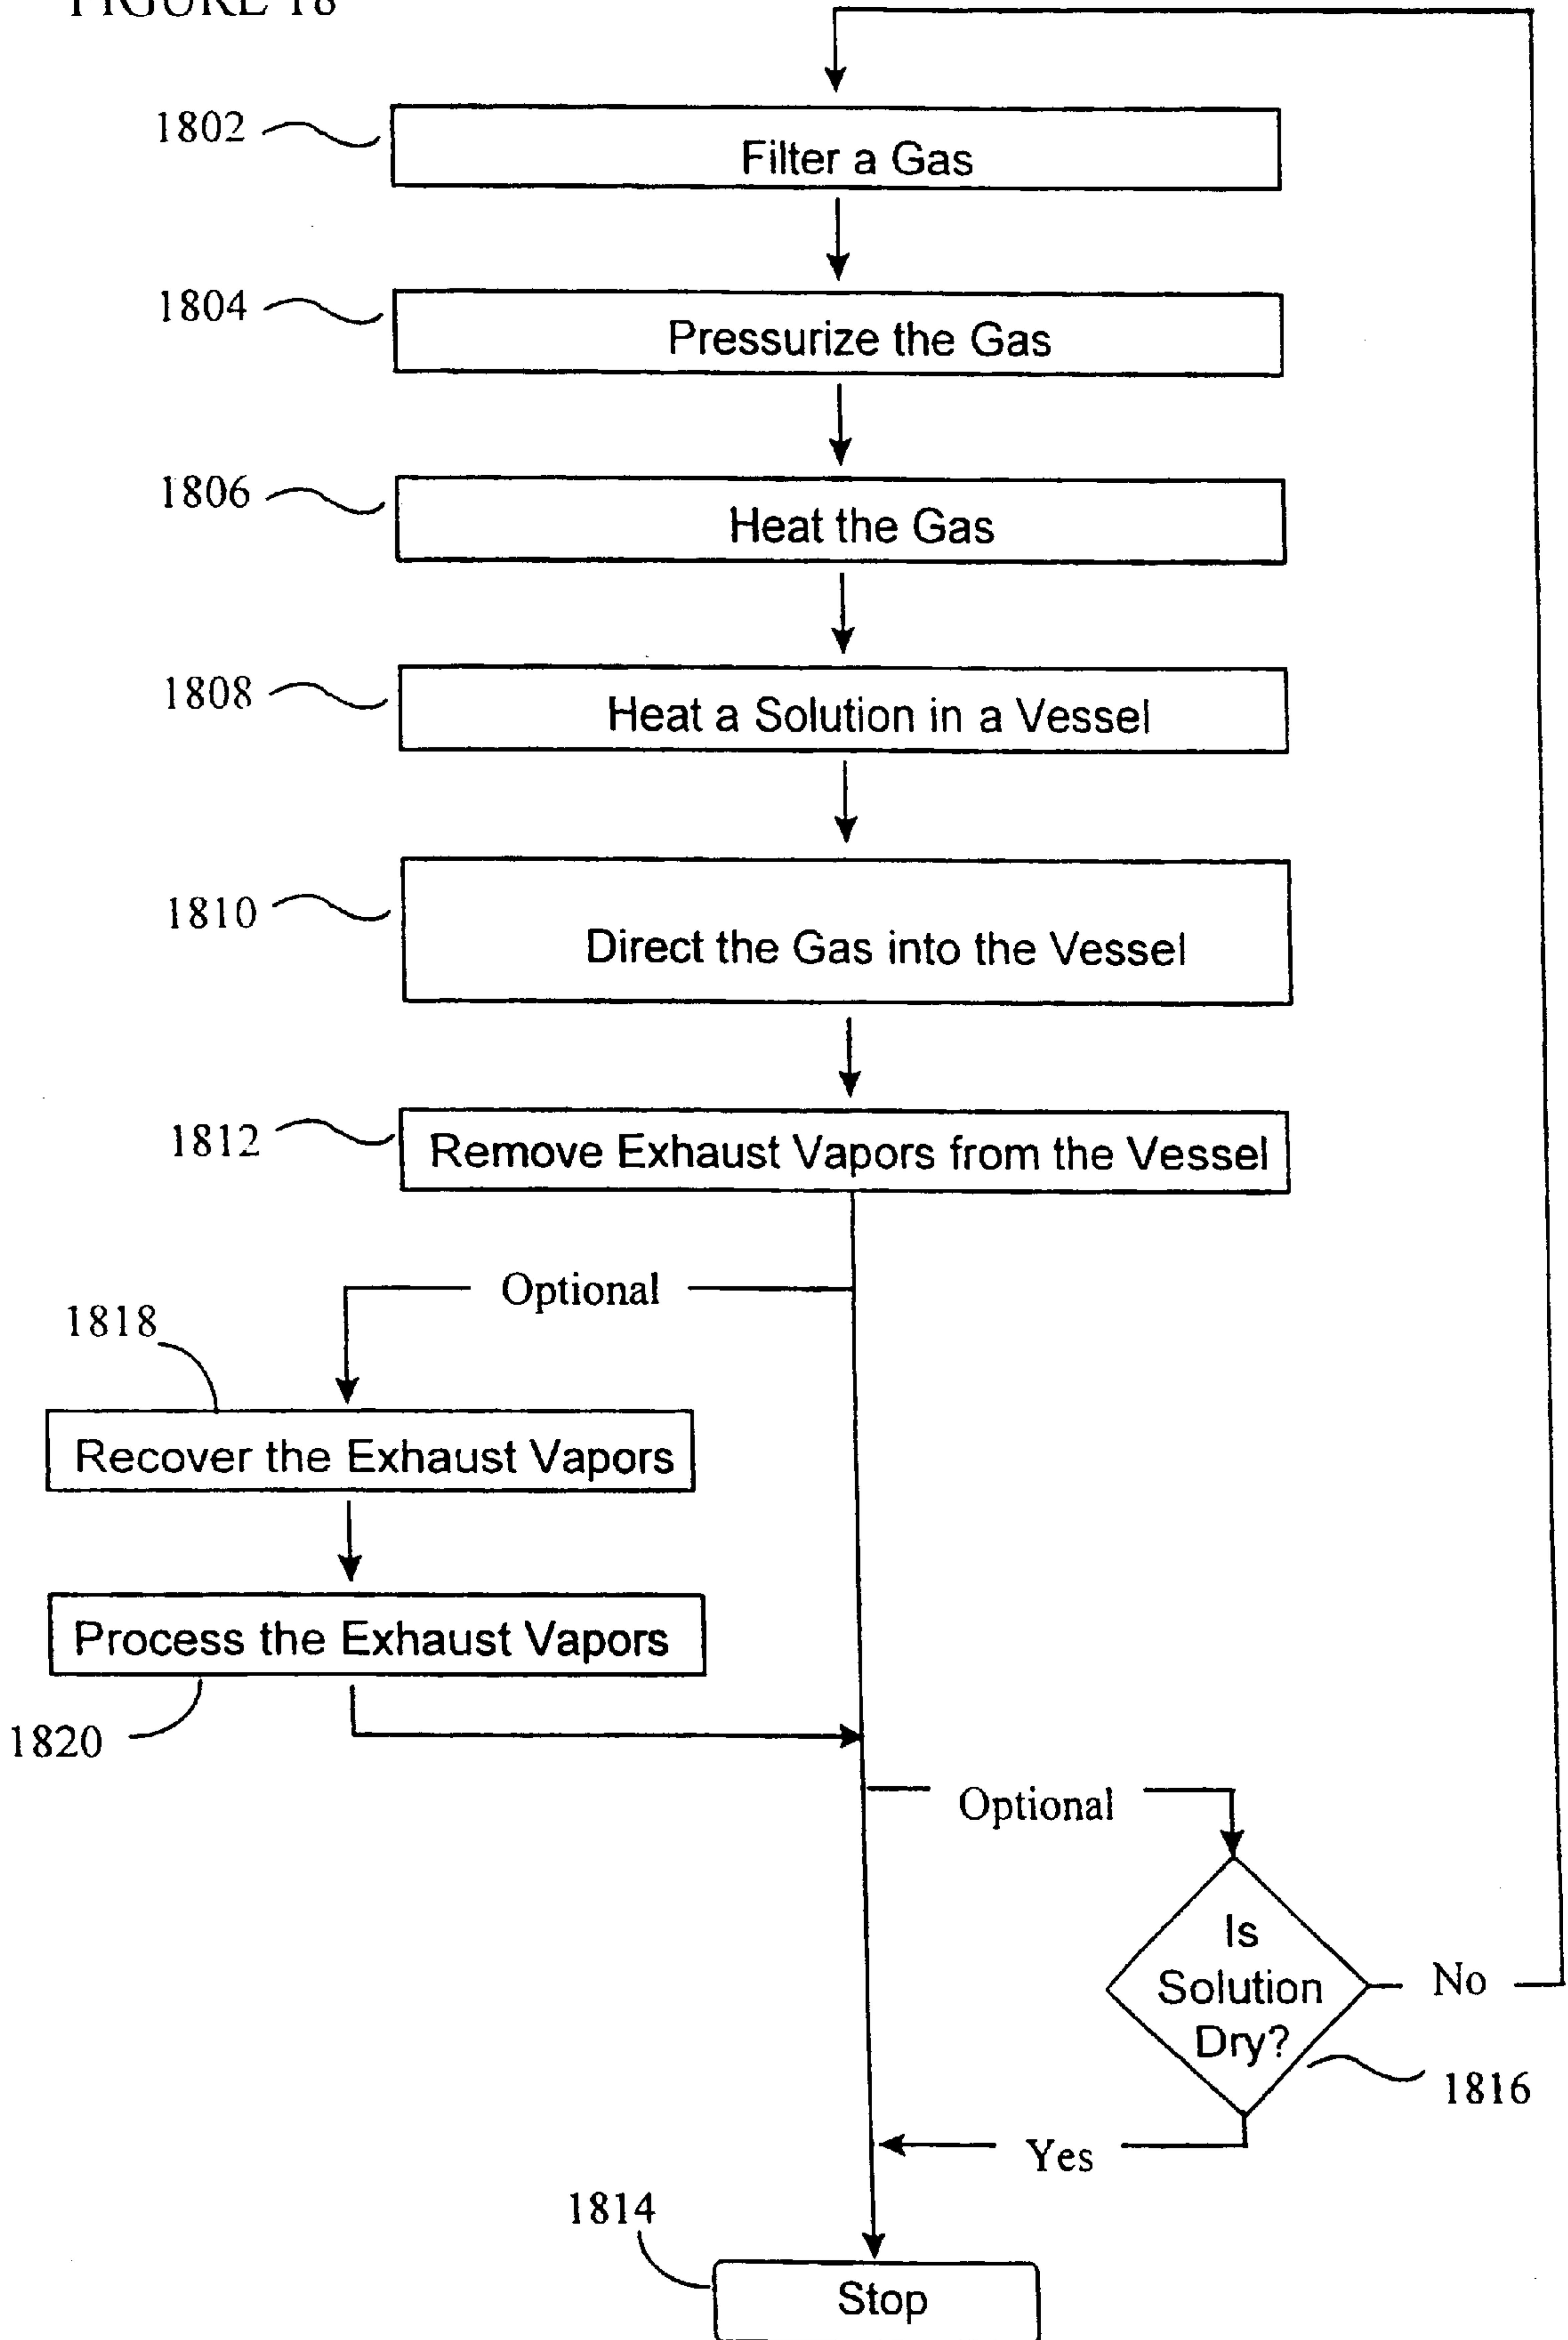 FIGURE 18
1802
Filter a Gas
1804
Pressurize the Gas
1806
Heat the Gas
1808
Heat a Solution in a Vessel
1810
Direct the Gas into the Vessel
1812
Remove Exhaust Vapors from the Vessel
Optional
1818
Recover the Exhaust Vapors
Process the Exhaust Vapors
1820
Optional
Is
Solution
Dry?
No
1816
Yes
1814
Stop